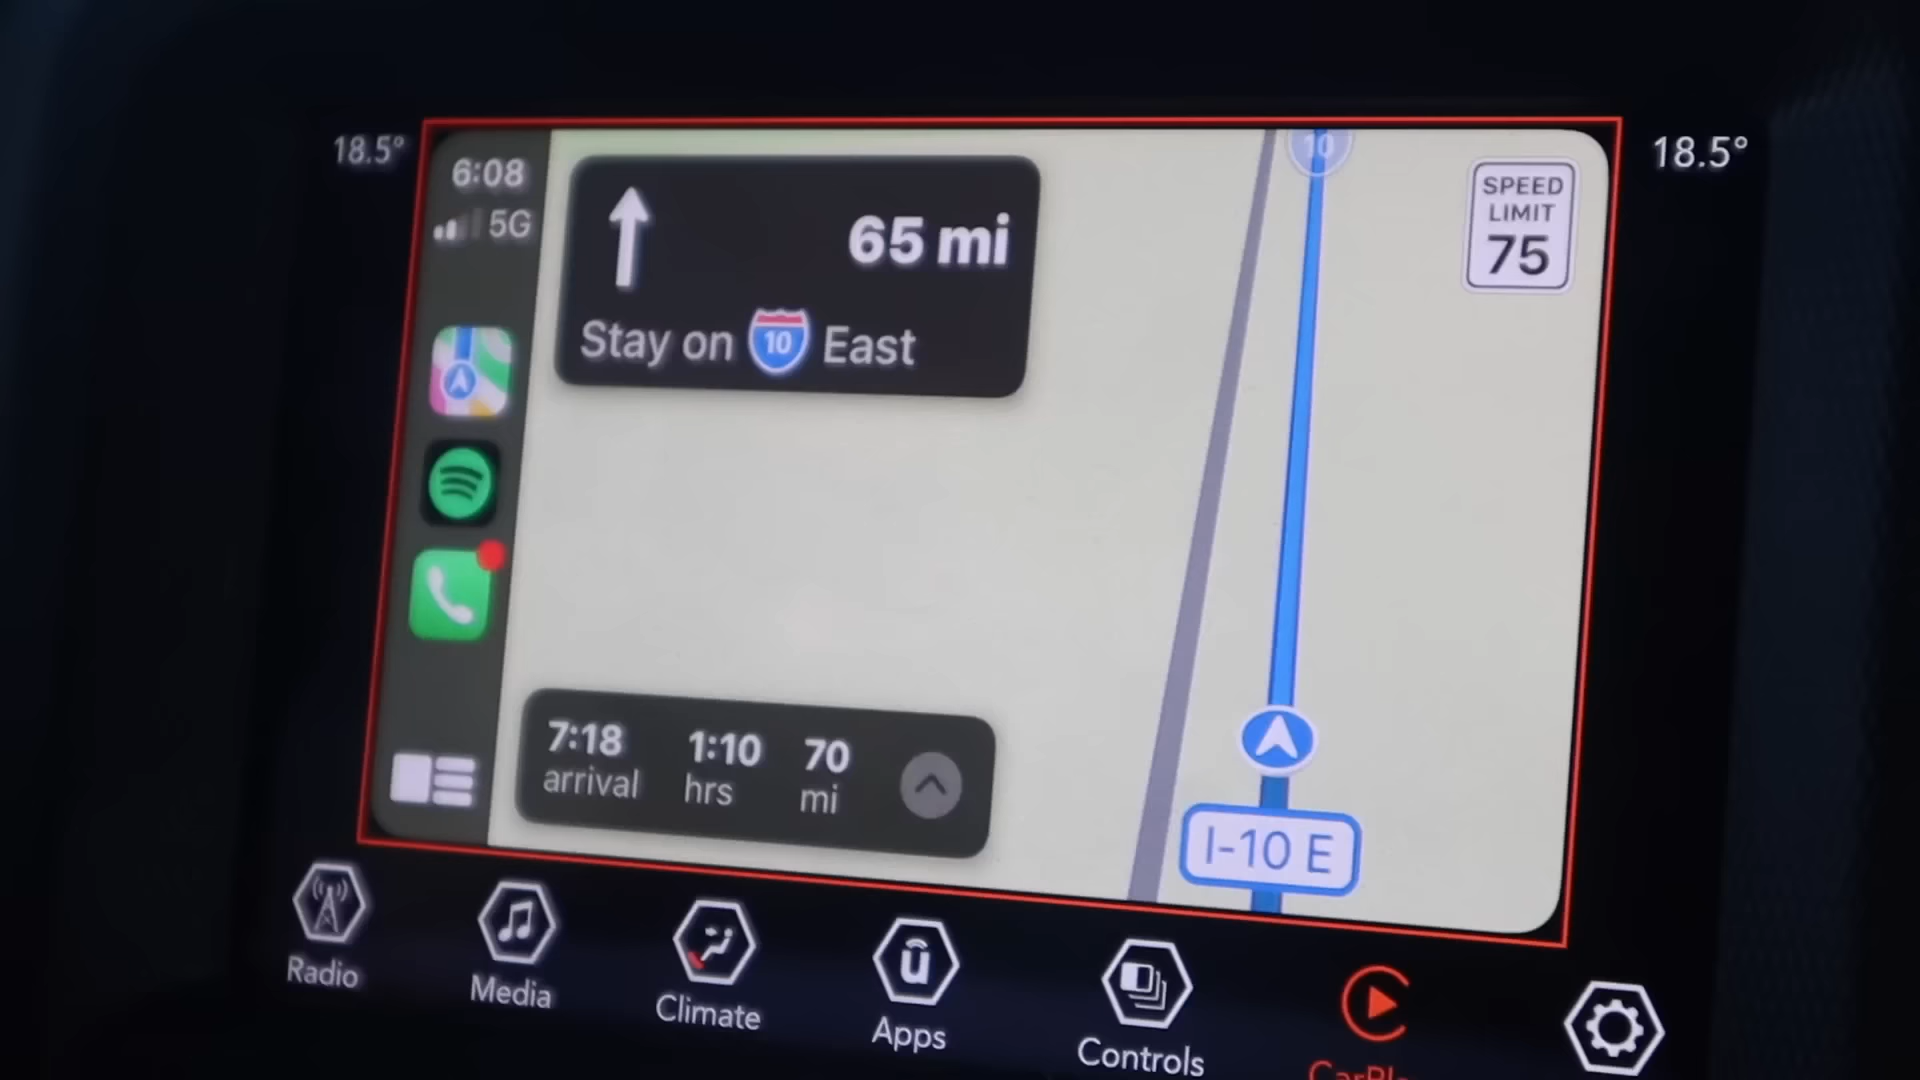 18.5°
18.5°
6:08
5G
65 mi
Stay on 10 East
10
SPEED
LIMIT
75
7:18
arrival
1:10
hrs
70
mi
I-10 E
Radio
Media
Climate
ū
Apps
Controls
CarPl